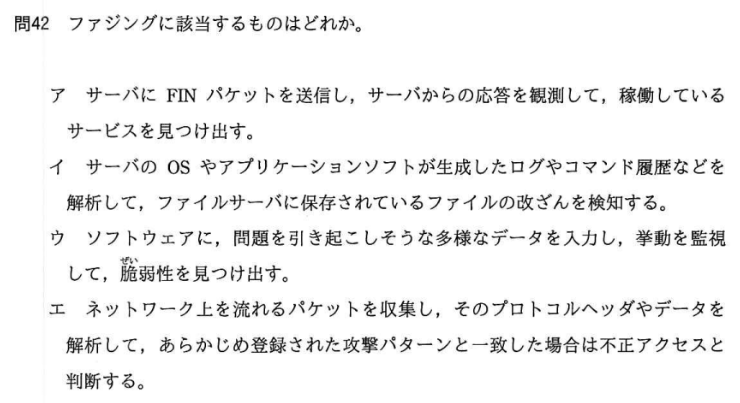 問42 ファジングに該当するものはどれか。
ア サーバに FIN パケットを送信し，サーバからの応答を観測して，稼働している
サービスを見つけ出す。
イ サーバの OS やアプリケーションソフトが生成したログやコマンド履歴などを
解析して，ファイルサーバに保存されているファイルの改ざんを検知する。
ウ ソフトウェアに，問題を引き起こしそうな多様なデータを入力し，挙動を監視
ぜい
して，脆弱性を見つけ出す。
エ ネットワーク上を流れるパケットを収集し，そのプロトコルヘッダやデータを
解析して，あらかじめ登録された攻撃パターンと一致した場合は不正アクセスと
判断する。